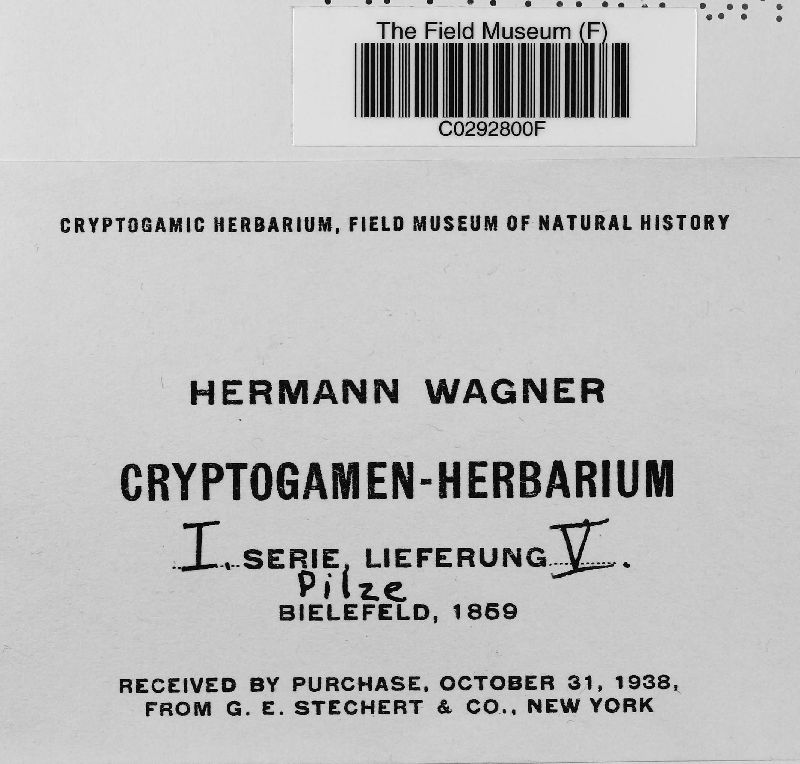 The Field Museum (F)
C0292800F
CRYPTOGAMIC HERBARIUM, FIELD MUSEUM OF NATURAL HISTORY
HERMANN WAGNER
CRYPTOGAMEN-HERBARIUM
I. SERIE, LIEFERUNG V.
Pilze
BIELEFELD, 1859
RECEIVED BY PURCHASE, OCTOBER 31, 1938,
FROM G. E. STECHERT & CO., NEW YORK